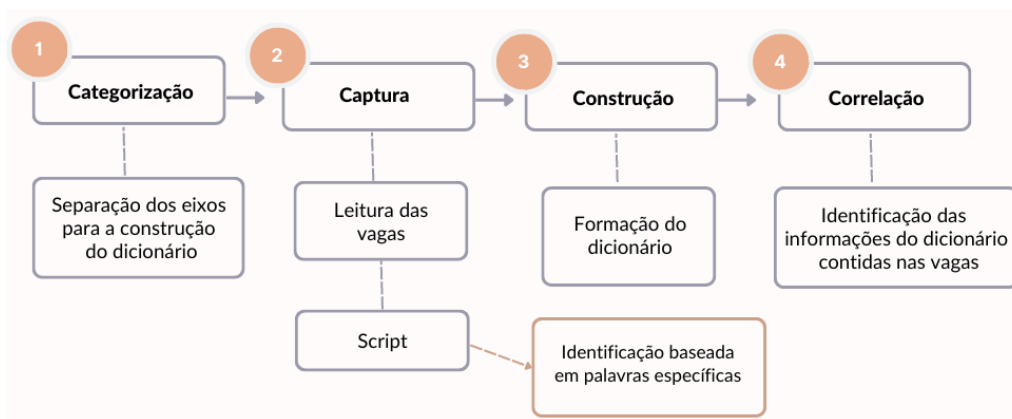 1
Categorização
2
Captura
3
Construção
4
Correlação
Separação dos eixos
para a construção
do dicionário
Leitura das
vagas
Formação do
dicionário
Identificação das
informações do dicionário
contidas nas vagas
Script
Identificação baseada
em palavras específicas